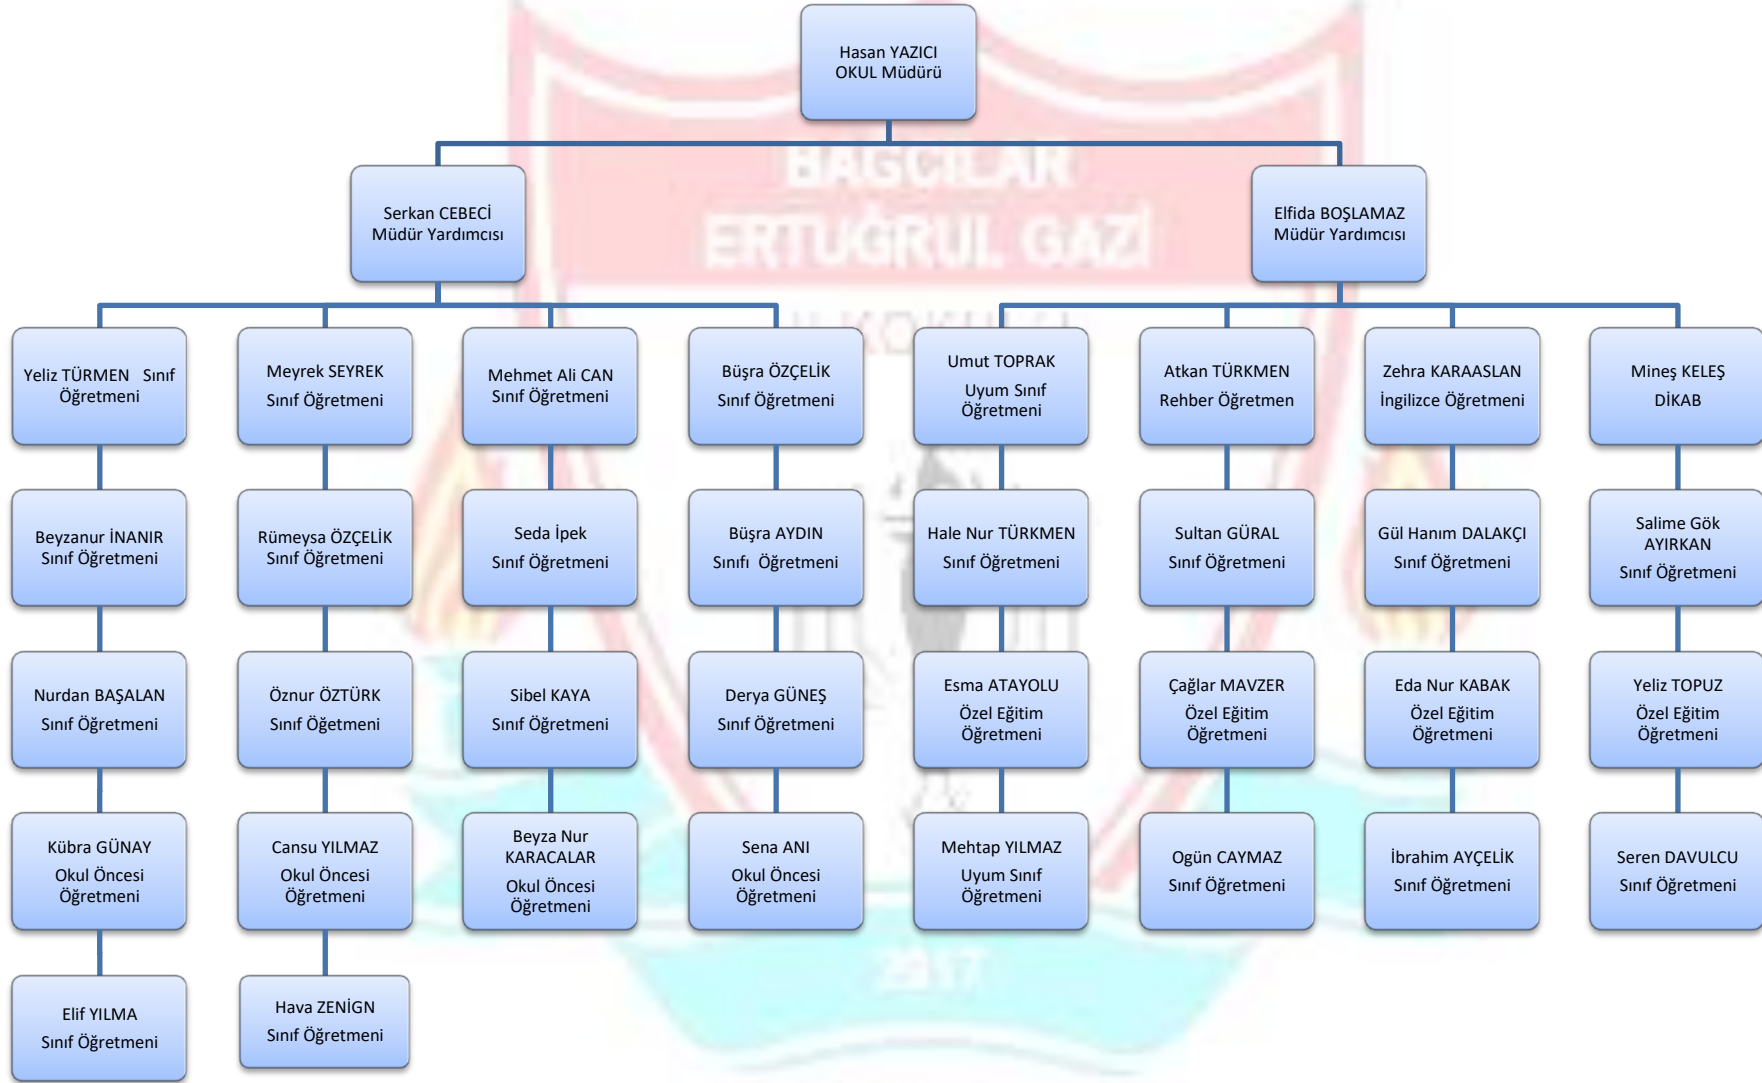 Hasan YAZICI
OKUL Müdürü
BAĞCILAR
ERTUĞRUL GAZİ
Serkan CEBECİ
Müdür Yardımcısı
Elfida BOŞLAMAZ
Müdür Yardımcısı
Yeliz TÜRMEN Sınıf
Öğretmeni
Meyrek SEYREK
Sınıf Öğretmeni
Mehmet Ali CAN
Sınıf Öğretmeni
Büşra ÖZÇELİK
Sınıf Öğretmeni
Umut TOPRAK
Uyum Sınıf
Öğretmeni
Atkan TÜRKMEN
Rehber Öğretmen
Zehra KARAASLAN
İngilizce Öğretmeni
Mineş KELEŞ
DİKAB
Beyzanur İNANIR
Sınıf Öğretmeni
Rümeysa ÖZÇELİK
Sınıf Öğretmeni
Seda İpek
Sınıf Öğretmeni
Büşra AYDIN
Sınıfı Öğretmeni
Hale Nur TÜRKMEN
Sınıf Öğretmeni
Sultan GÜRAL
Sınıf Öğretmeni
Gül Hanım DALAKÇI
Sınıf Öğretmeni
Salime Gök
AYIRKAN
Sınıf Öğretmeni
Nurdan BAŞALAN
Sınıf Öğretmeni
Öznur ÖZTÜRK
Sınıf Öğetmeni
Sibel KAYA
Sınıf Öğretmeni
Derya GÜNEŞ
Sınıf Öğretmeni
Esma ATAYOLU
Özel Eğitim
Öğretmeni
Çağlar MAVZER
Özel Eğitim
Öğretmeni
Eda Nur KABAK
Özel Eğitim
Öğretmeni
Yeliz TOPUZ
Özel Eğitim
Öğretmeni
Kübra GÜNAY
Okul Öncesi
Öğretmeni
Cansu YILMAZ
Okul Öncesi
Öğretmeni
Beyza Nur
KARACALAR
Okul Öncesi
Öğretmeni
Sena ANI
Okul Öncesi
Öğretmeni
Mehtap YILMAZ
Uyum Sınıf
Öğretmeni
Ogün CAYMAZ
Sınıf Öğretmeni
İbrahim AYÇELİK
Sınıf Öğretmeni
Seren DAVULCU
Sınıf Öğretmeni
2017
Elif YILMA
Sınıf Öğretmeni
Hava ZENİGN
Sınıf Öğretmeni